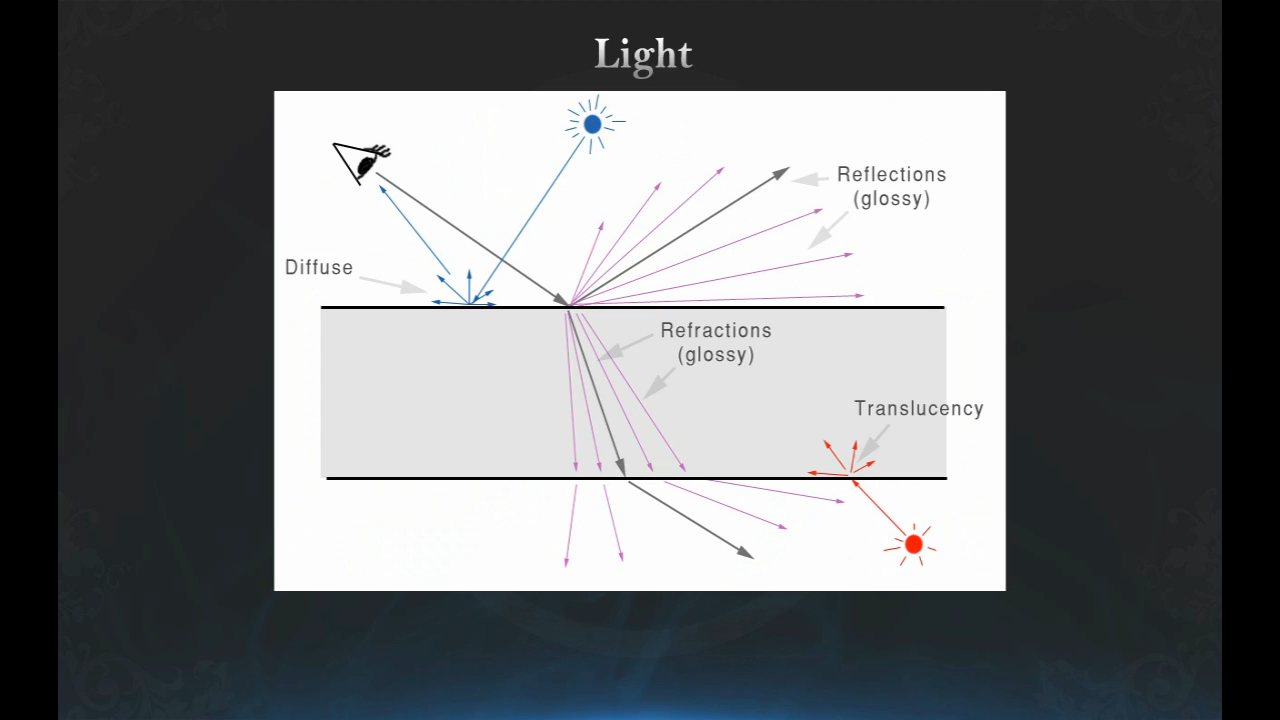 Light
Reflections
(glossy)
Diffuse
Refractions
(glossy)
Translucency